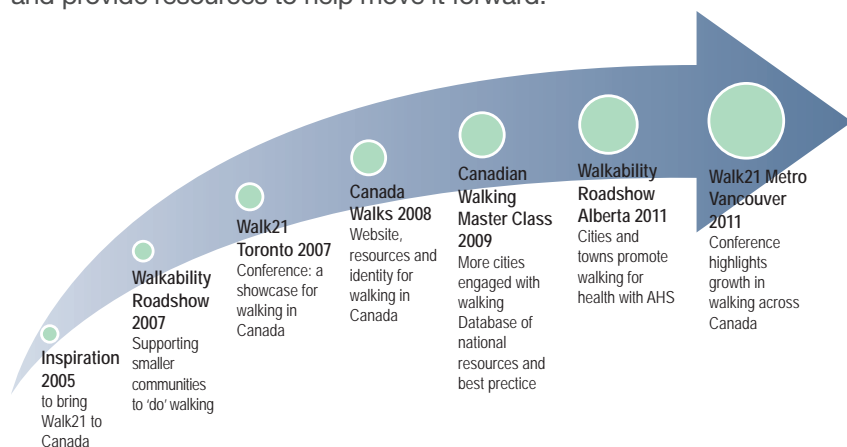 and provide resources to help move it forward.
Inspiration
2005
to bring
Walk21 to
Canada
Walkability
Roadshow
2007
Supporting
smaller
communities
to ‘do’ walking
Walk21
Toronto 2007
Conference: a
showcase for
walking in
Canada
Canada
Walks 2008
Website,
resources and
identity for
walking in
Canada
Canadian
Walking
Master Class
2009
More cities
engaged with
walking
Database of
national
resources and
best prectice
Walkability
Roadshow
Alberta 2011
Cities and
towns promote
walking for
health with AHS
Walk21 Metro
Vancouver
2011
Conference
highlights
growth in
walking across
Canada